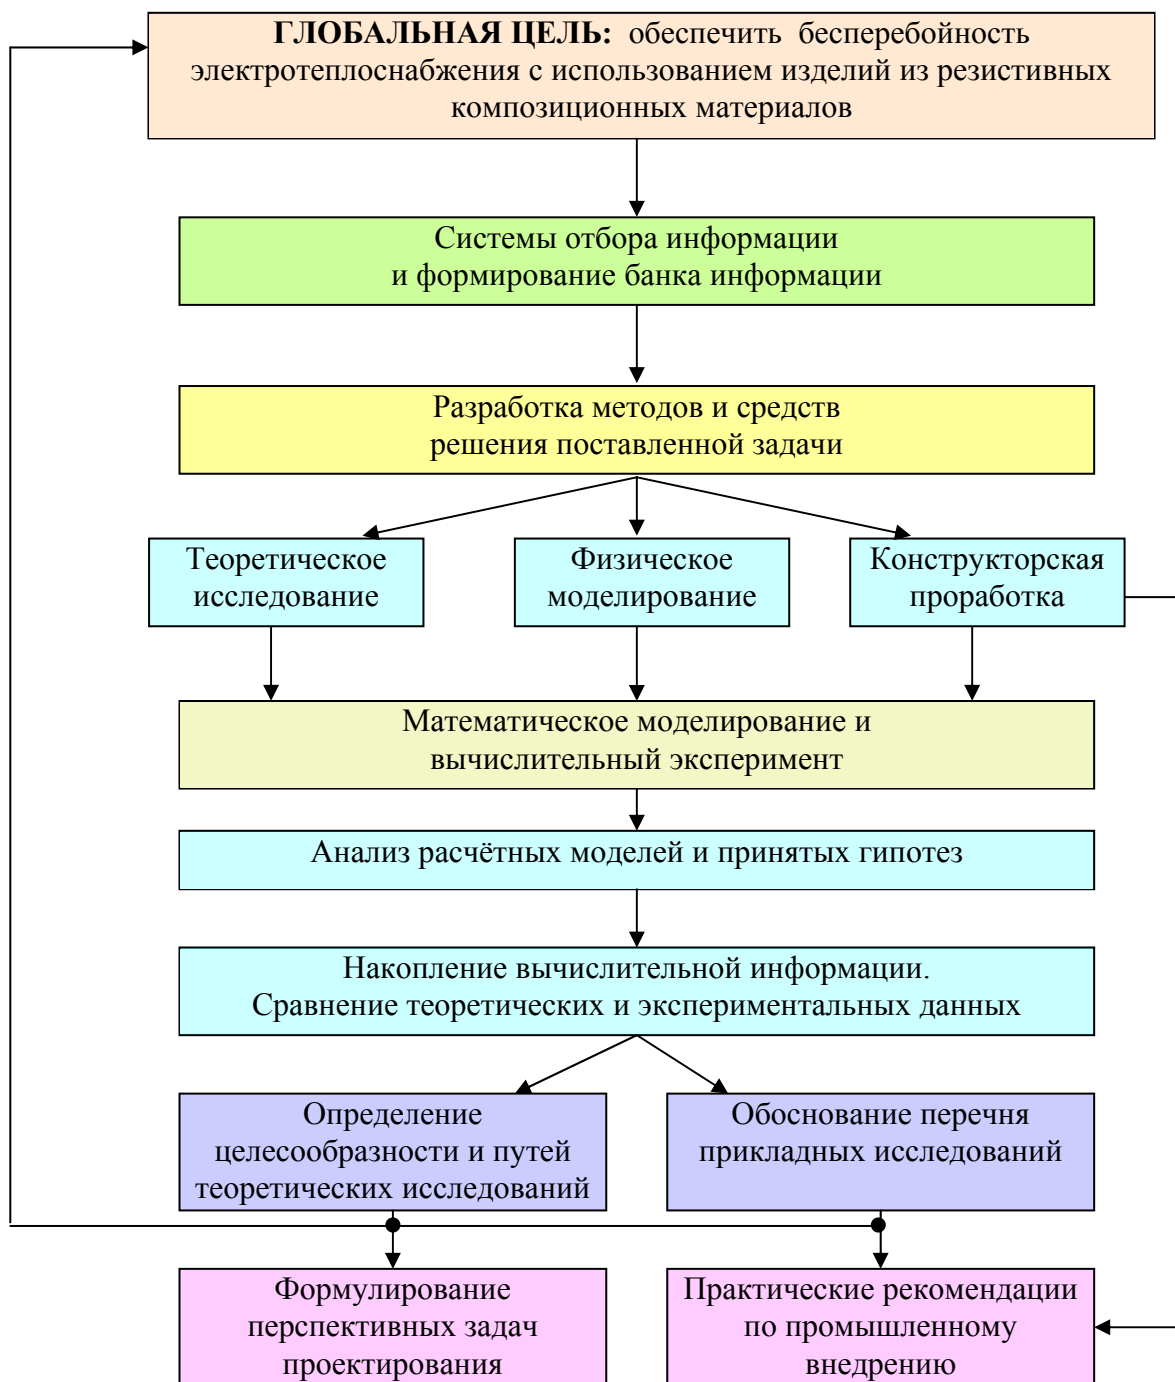 ГЛОБАЛЬНАЯ ЦЕЛЬ: обеспечить бесперебойность
электротеплоснабжения с использованием изделий из резистивных
композиционных материалов
Системы отбора информации
и формирование банка информации
Разработка методов и средств
решения поставленной задачи
Теоретическое
исследование
Физическое
моделирование
Конструкторская
проработка
Математическое моделирование и
вычислительный эксперимент
Анализ расчётных моделей и принятых гипотез
Накопление вычислительной информации.
Сравнение теоретических и экспериментальных данных
Определение
целесообразности и путей
теоретических исследований
Обоснование перечня
прикладных исследований
Формулирование
перспективных задач
проектирования
Практические рекомендации
по промышленному
внедрению